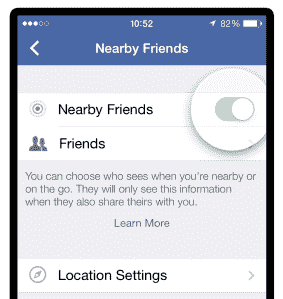 10:52
82%
Nearby Friends
Nearby Friends
Friends
You can choose who sees when you're nearby or
on the go. They will only see this information
when they also share theirs with you.
Learn More
Location Settings